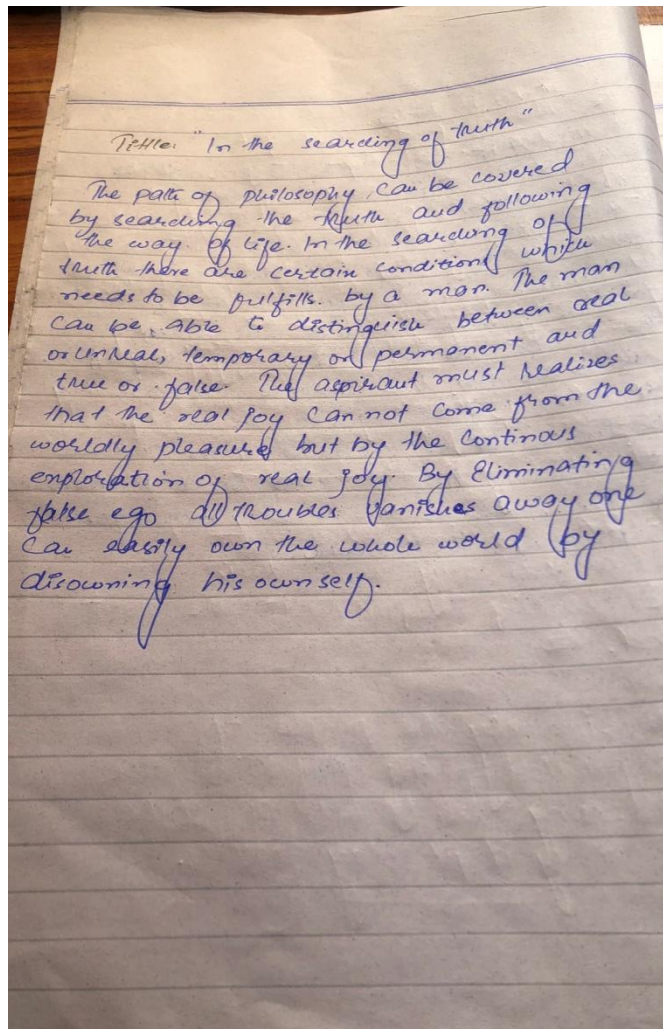 Title: "In the searching of truth"
The path of philosophy can be covered
by searching the truth and following
the way of life. In the searching of
truth there are certain conditions which
needs to be fulfills. by a man. The man
can be able to distinguish between real
or unreal, temporary or permanent and
true or false. The aspirant must realizes
that the real joy can not come from the
worldly pleasure but by the continous
exploration of real joy. By Eliminating
false ego all troubles vanishes away one
can easily own the whole world by
disowning his own self.